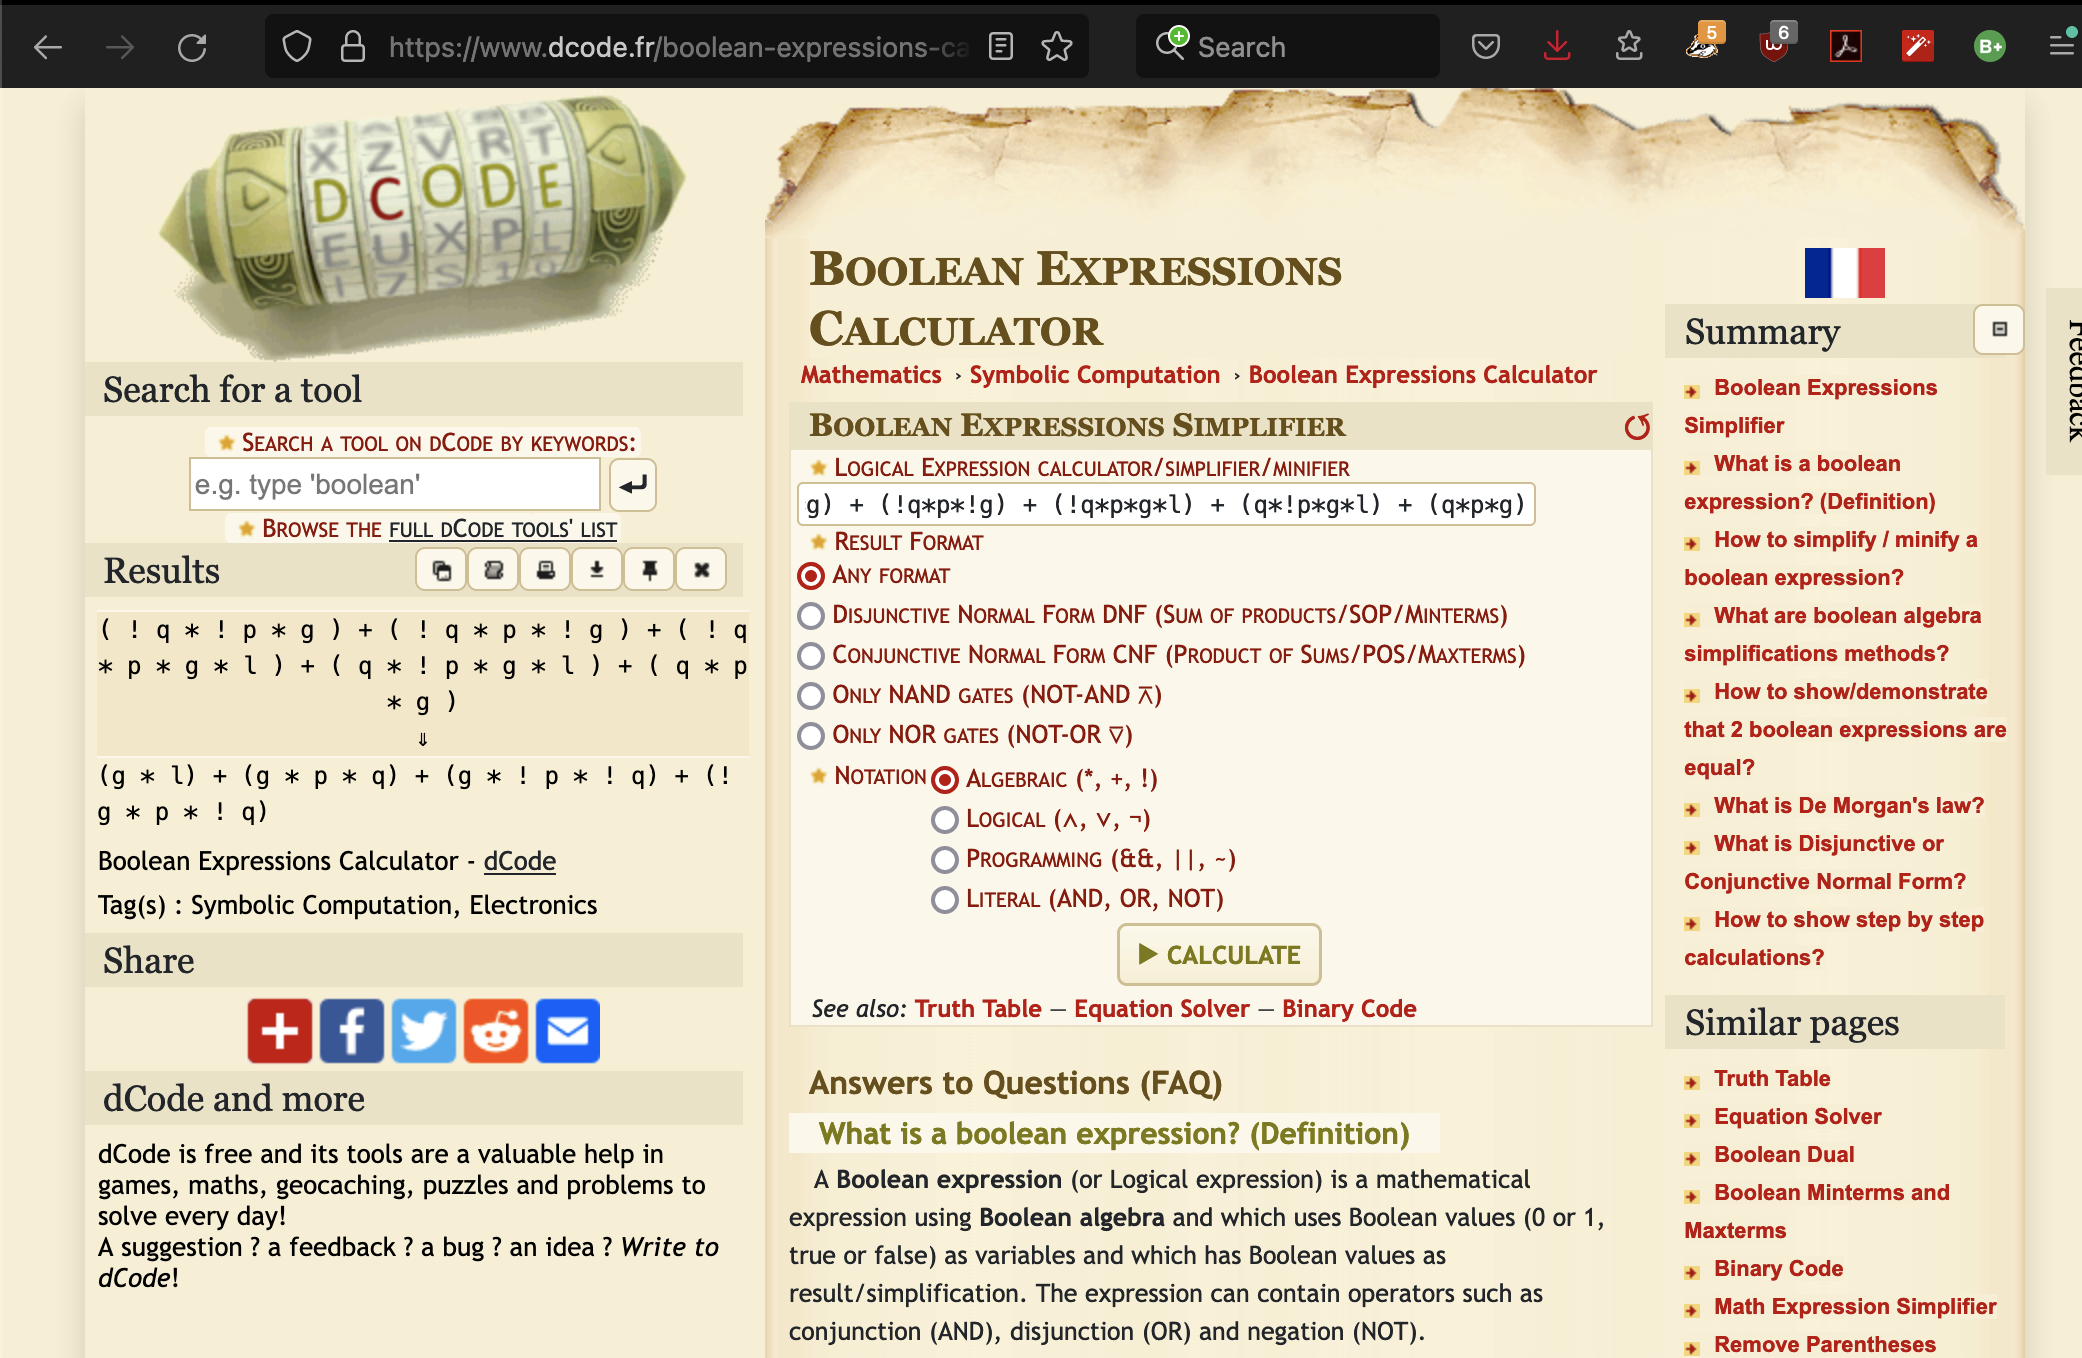 https://www.dcode.fr/boolean-expressions-ca
Search
5
6
B+
X Z V R T
D C O D E
E U X P L
Search for a tool
SEARCH A TOOL ON DCODE BY KEYWORDS:
e.g. type 'boolean'
BROWSE THE FULL DCODE TOOLS' LIST
Results
( ! q * ! p * g ) + ( ! q * p * ! g ) + ( ! q
* p * g * l ) + ( q * ! p * g * l ) + ( q * p
* g )
⇓
(g * l) + (g * p * q) + (g * ! p * ! q) + (!
g * p * ! q)
Boolean Expressions Calculator - dCode
Tag(s) : Symbolic Computation, Electronics
Share
dCode and more
dCode is free and its tools are a valuable help in
games, maths, geocaching, puzzles and problems to
solve every day!
A suggestion ? a feedback ? a bug ? an idea ? Write to
dCode!
BOOLEAN EXPRESSIONS
CALCULATOR
Mathematics › Symbolic Computation › Boolean Expressions Calculator
BOOLEAN EXPRESSIONS SIMPLIFIER
LOGICAL EXPRESSION CALCULATOR/SIMPLIFIER/MINIFIER
g) + (!q*p*!g) + (!q*p*g*l) + (q*!p*g*l) + (q*p*g)
RESULT FORMAT
ANY FORMAT
DISJUNCTIVE NORMAL FORM DNF (SUM OF PRODUCTS/SOP/MINTERMS)
CONJUNCTIVE NORMAL FORM CNF (PRODUCT OF SUMS/POS/MAXTERMS)
ONLY NAND GATES (NOT-AND ⊼)
ONLY NOR GATES (NOT-OR ⊽)
NOTATION ALGEBRAIC (*, +, !)
LOGICAL (∧, ∨, ¬)
PROGRAMMING (&&, ||, ~)
LITERAL (AND, OR, NOT)
▶ CALCULATE
See also: Truth Table — Equation Solver — Binary Code
Answers to Questions (FAQ)
What is a boolean expression? (Definition)
A Boolean expression (or Logical expression) is a mathematical
expression using Boolean algebra and which uses Boolean values (0 or 1,
true or false) as variables and which has Boolean values as
result/simplification. The expression can contain operators such as
conjunction (AND), disjunction (OR) and negation (NOT).
Summary
Boolean Expressions
Simplifier
What is a boolean
expression? (Definition)
How to simplify / minify a
boolean expression?
What are boolean algebra
simplifications methods?
How to show/demonstrate
that 2 boolean expressions are
equal?
What is De Morgan's law?
What is Disjunctive or
Conjunctive Normal Form?
How to show step by step
calculations?
Similar pages
Truth Table
Equation Solver
Boolean Dual
Boolean Minterms and
Maxterms
Binary Code
Math Expression Simplifier
Remove Parentheses
Feedback